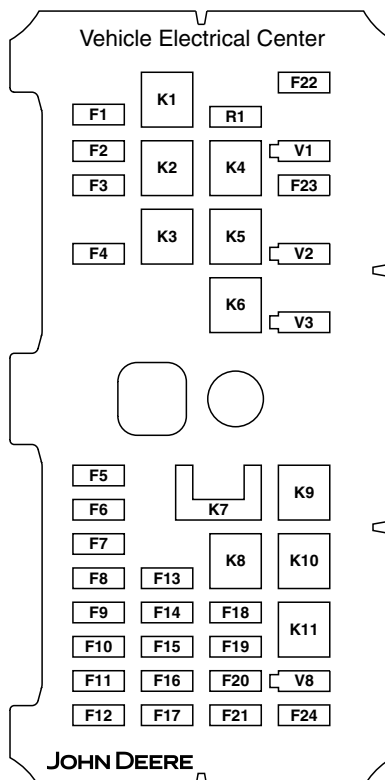 Vehicle Electrical Center
F22
K1
F1
R1
F2
K2
K4
V1
F3
F23
K3
K5
F4
V2
K6
V3
F5
K9
F6
K7
F7
K8
K10
F8
F13
F9
F14
F18
K11
F10
F15
F19
F11
F16
F20
V8
F12
F17
F21
F24
JOHN DEERE